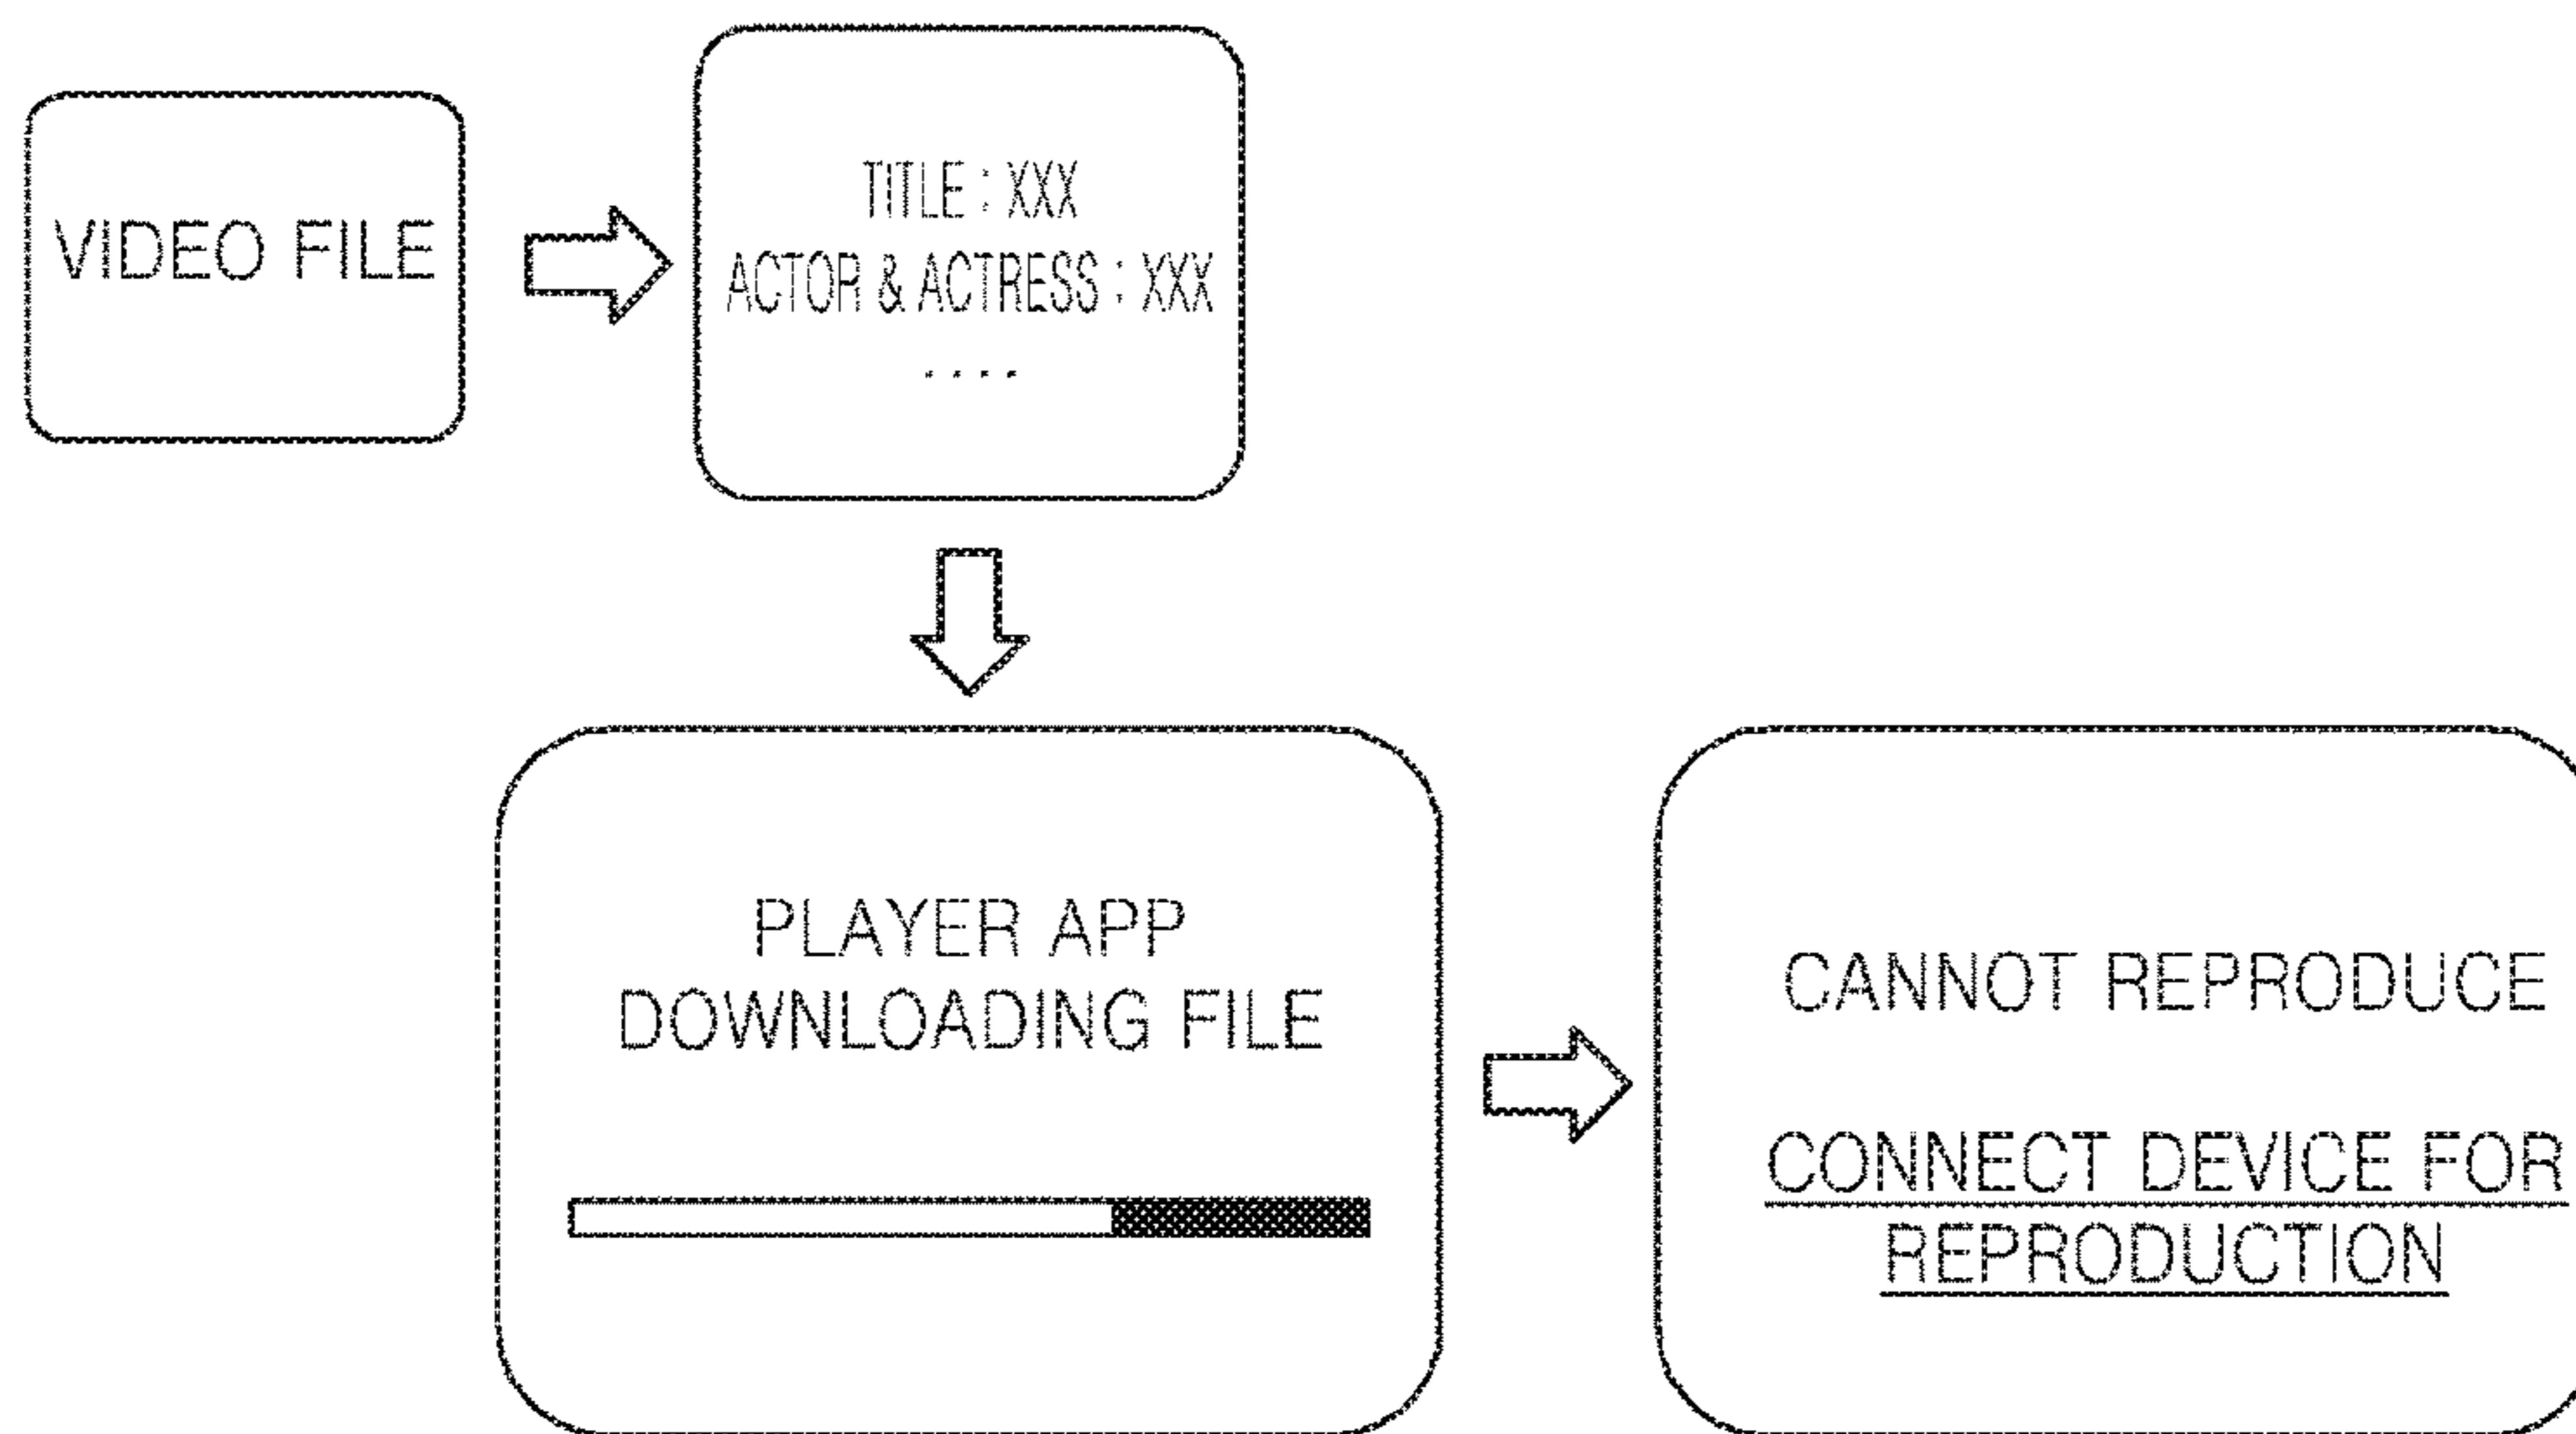 VIDEO FILE
TITLE : XXX
ACTOR & ACTRESS : XXX
. . . .
PLAYER APP
DOWNLOADING FILE
CANNOT REPRODUCE
CONNECT DEVICE FOR
REPRODUCTION